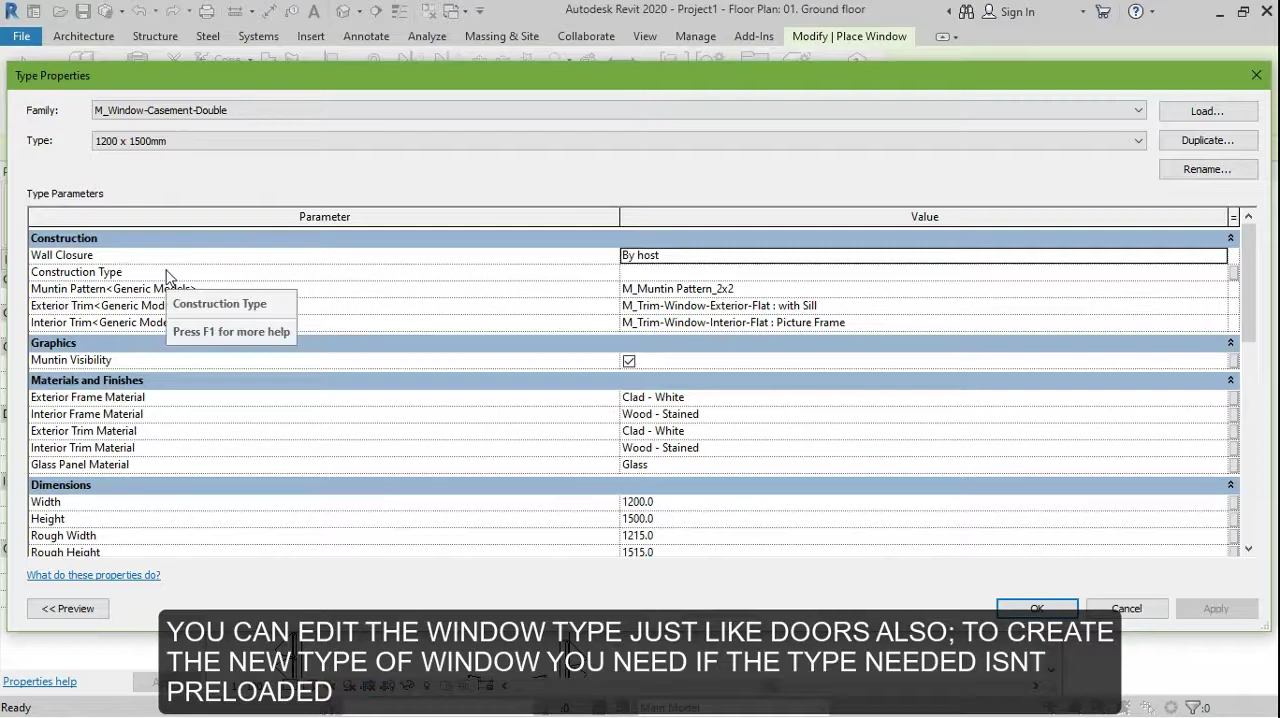 Autodesk Revit 2020 - Project1 - Floor Plan: 01. Ground floor
Sign In
File Architecture Structure Steel Systems Insert Annotate Analyze Massing & Site Collaborate View Manage Add-Ins Modify | Place Window
Type Properties
Family: M_Window-Casement-Double Load...
Type: 1200 x 1500mm Duplicate...
Rename...
Type Parameters
Parameter Value =
Construction
Wall Closure By host
Construction Type
Muntin Pattern<Generic Models> M_Muntin Pattern_2x2
Exterior Trim<Generic Mod M_Trim-Window-Exterior-Flat : with Sill
Interior Trim<Generic Mode M_Trim-Window-Interior-Flat : Picture Frame
Construction Type
Press F1 for more help
Graphics
Muntin Visibility
Materials and Finishes
Exterior Frame Material Clad - White
Interior Frame Material Wood - Stained
Exterior Trim Material Clad - White
Interior Trim Material Wood - Stained
Glass Panel Material Glass
Dimensions
Width 1200.0
Height 1500.0
Rough Width 1215.0
Rough Height 1515.0
What do these properties do?
<< Preview OK Cancel Apply
YOU CAN EDIT THE WINDOW TYPE JUST LIKE DOORS ALSO; TO CREATE
THE NEW TYPE OF WINDOW YOU NEED IF THE TYPE NEEDED ISNT
PRELOADED
Properties help
Ready :0 Main Model :0